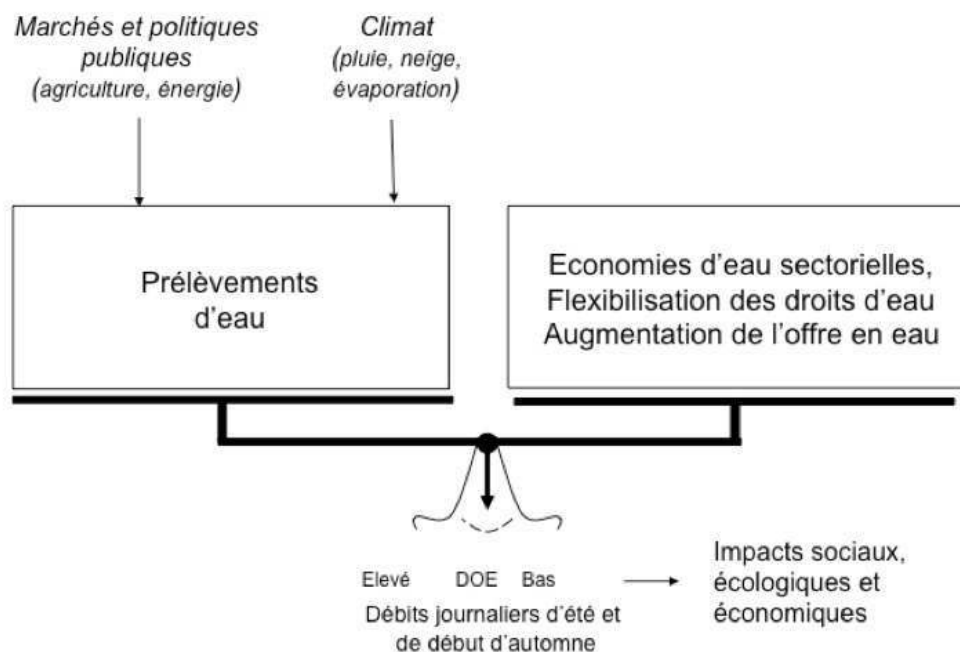 Marchés et politiques
publiques
(agriculture, énergie)
Climat
(pluie, neige,
évaporation)
Prélèvements
d'eau
Economies d'eau sectorielles,
Flexibilisation des droits d'eau
Augmentation de l'offre en eau
Elevé DOE Bas
Débits journaliers d'été et
de début d'automne
Impacts sociaux,
écologiques et
économiques